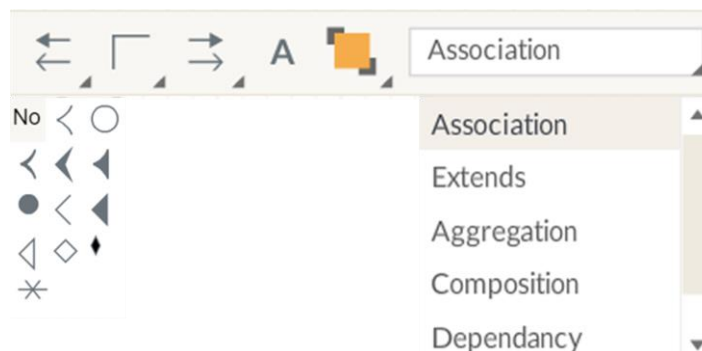 A
Association
No
Association
Extends
Aggregation
Composition
Dependancy